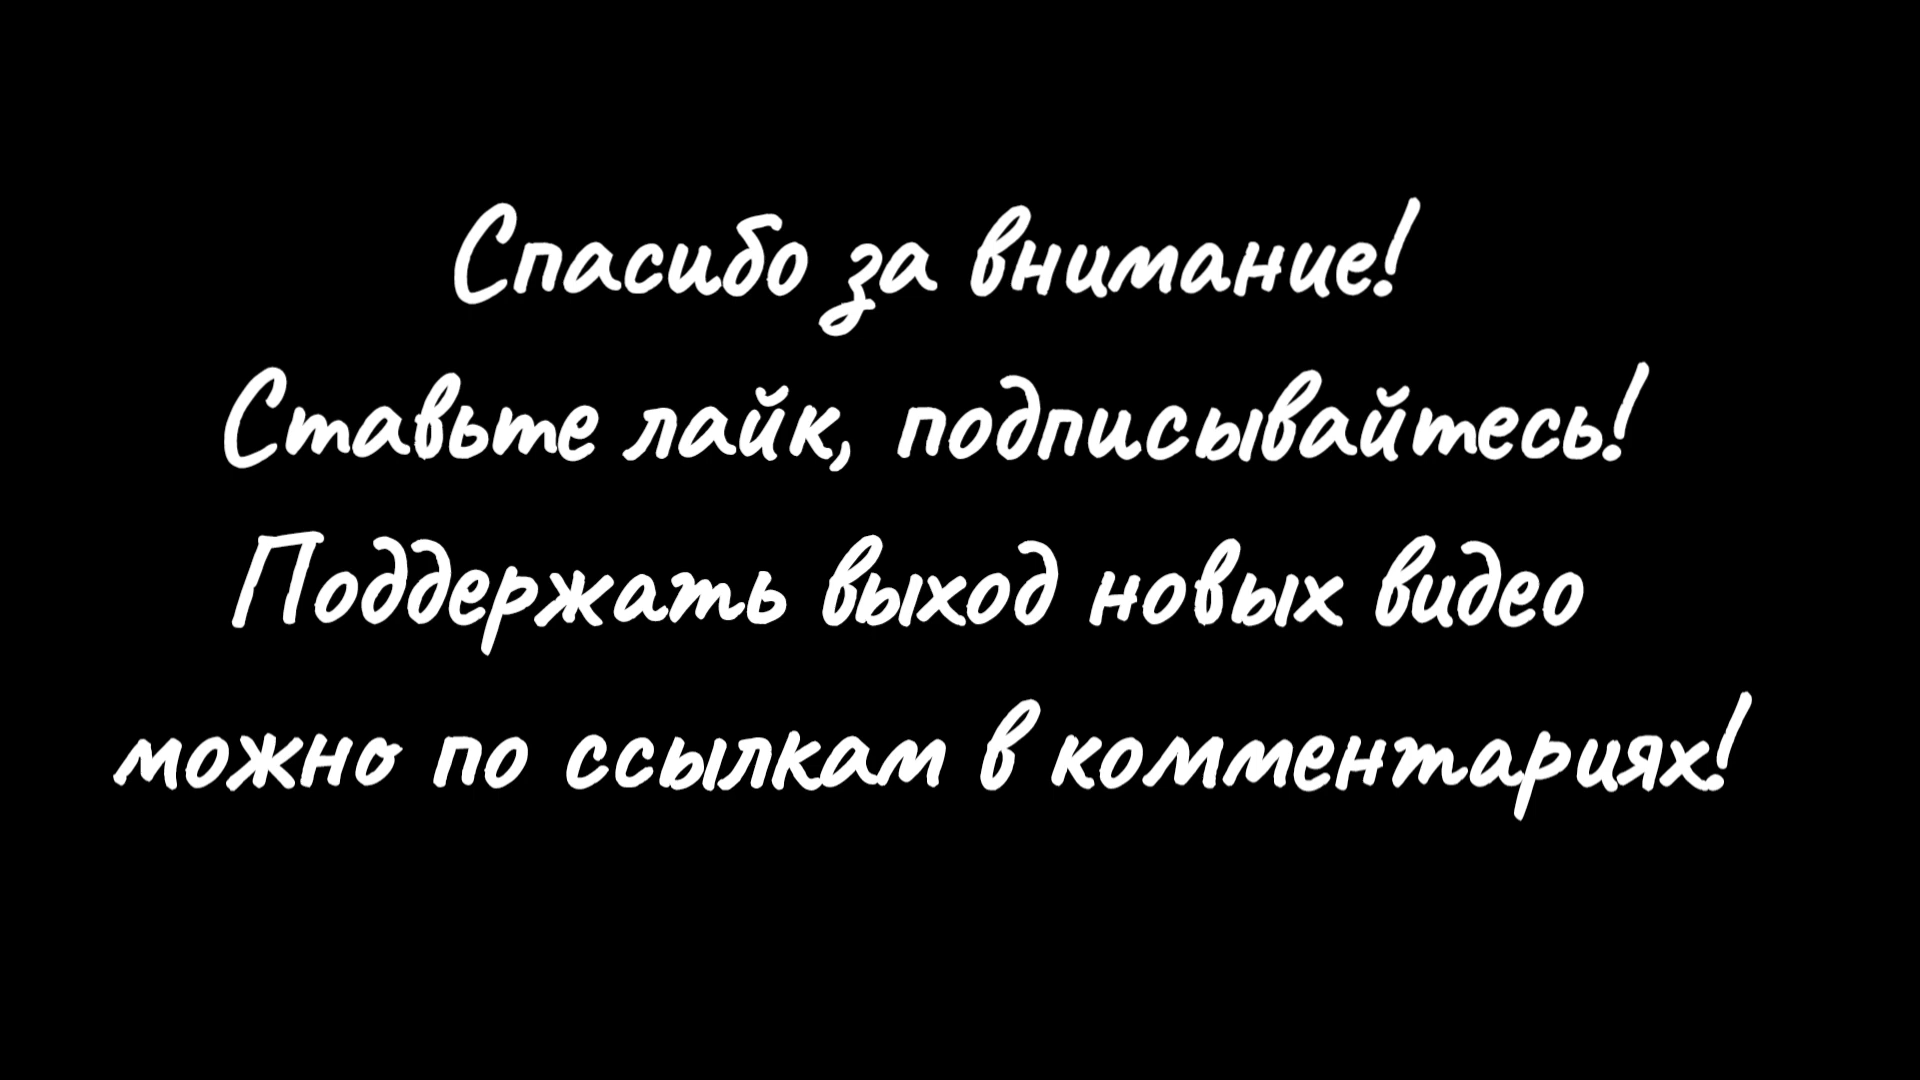 Спасибо за внимание!
Ставьте лайк, подписывайтесь!
Поддержать выход новых видео
можно по ссылкам в комментариях!